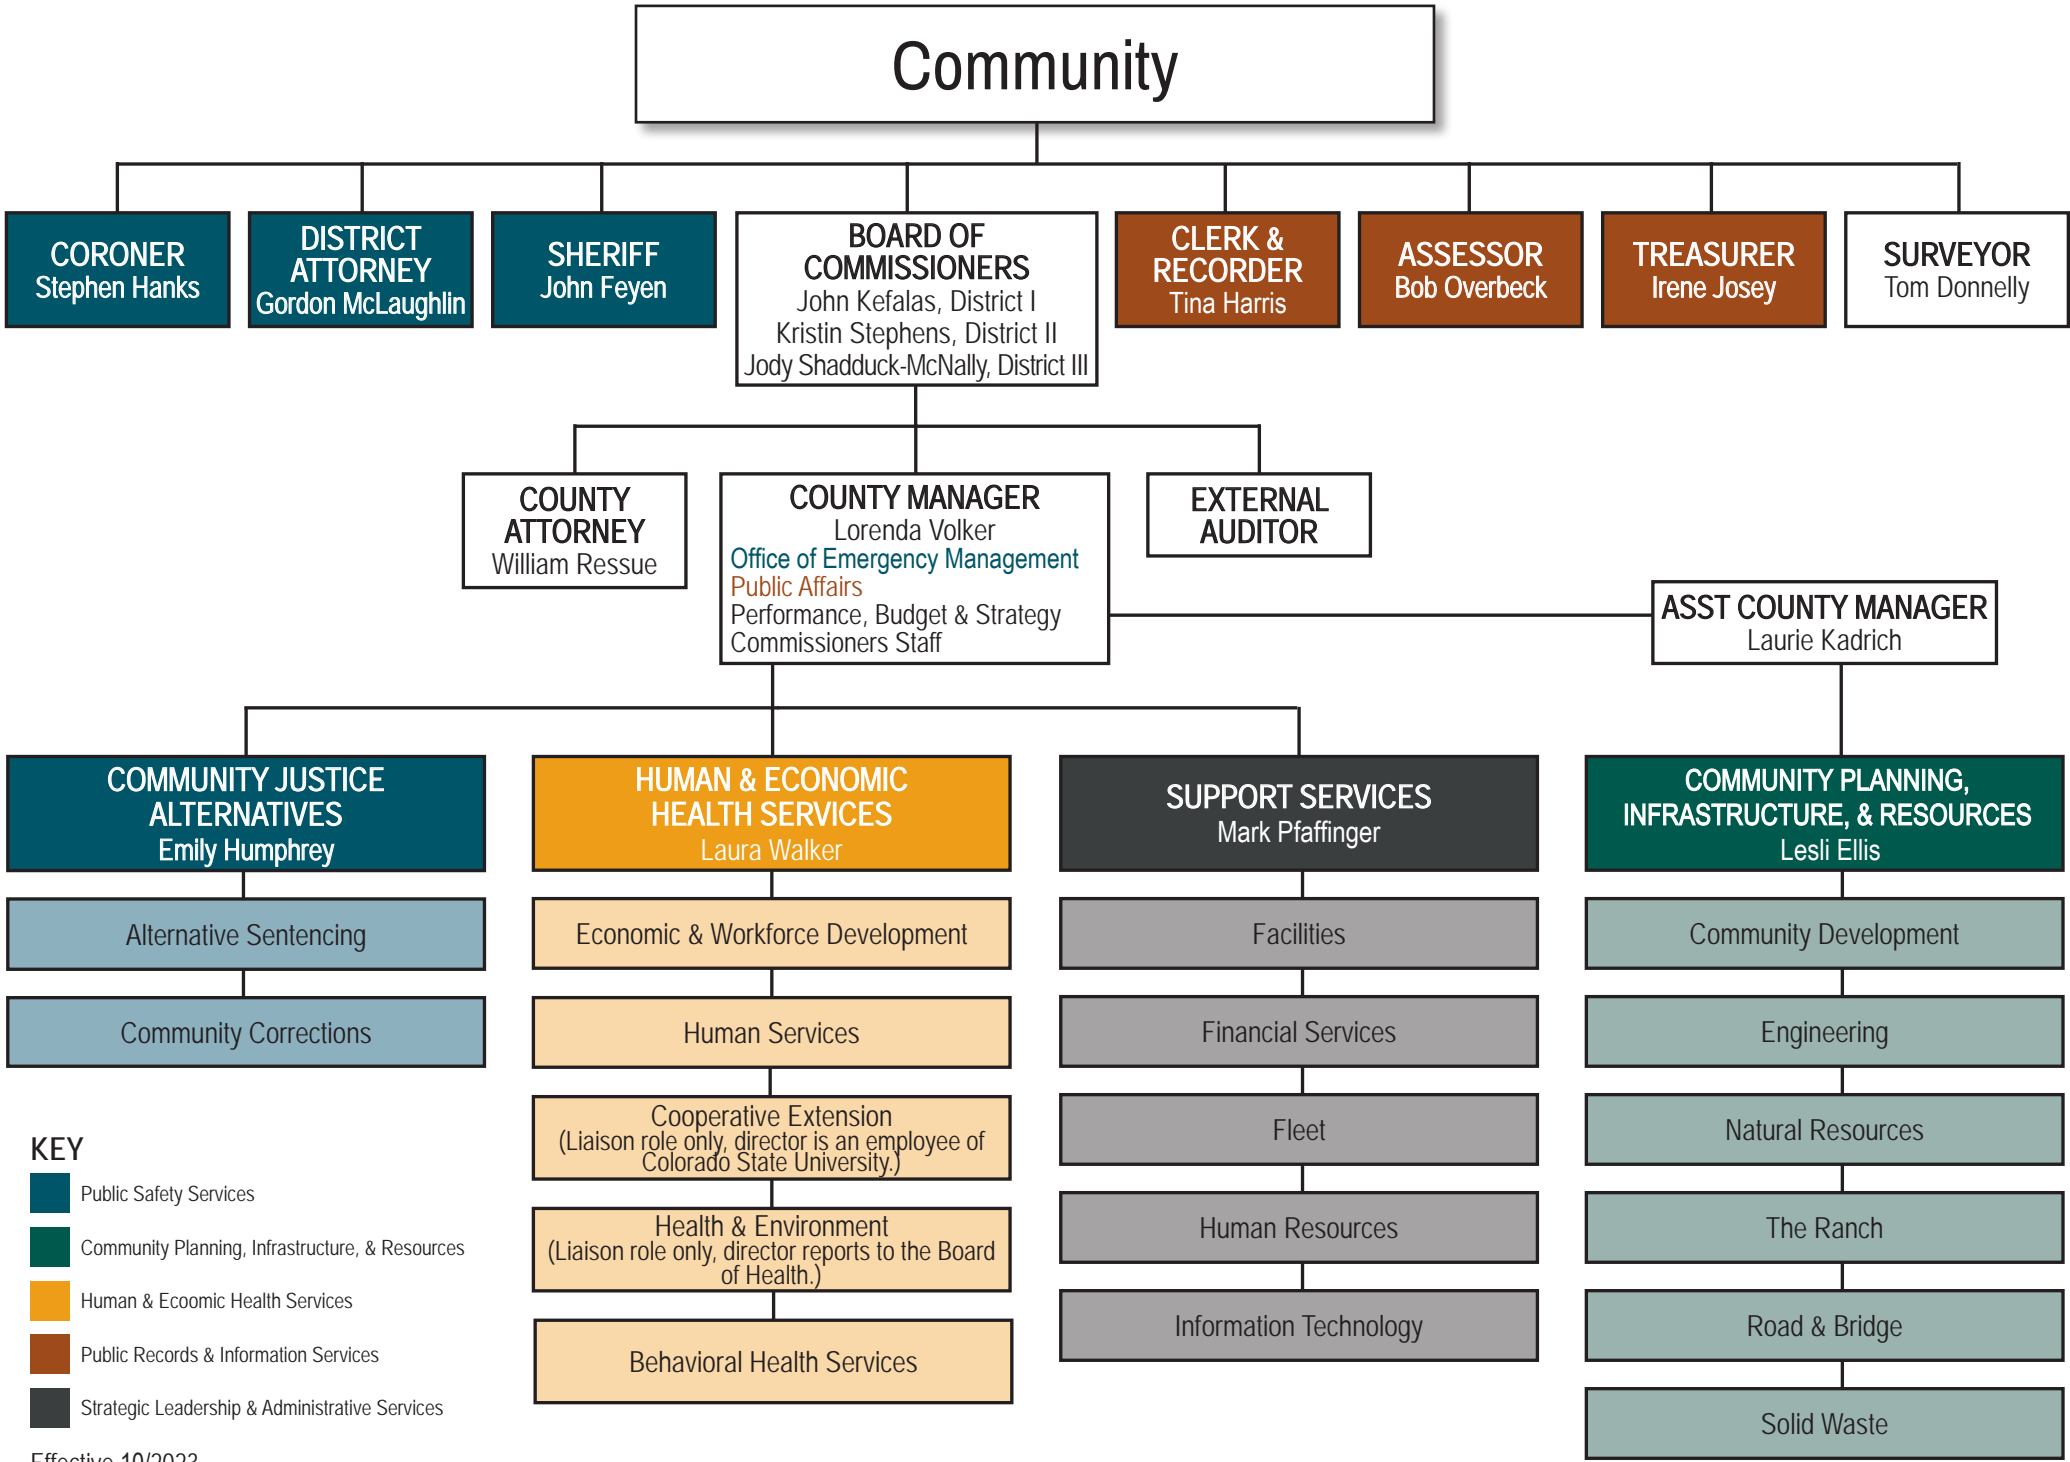 Community
CORONER
Stephen Hanks
DISTRICT
ATTORNEY
Gordon McLaughlin
SHERIFF
John Feyen
BOARD OF
COMMISSIONERS
John Kefalas, District I
Kristin Stephens, District II
Jody Shadduck-McNally, District III
CLERK &
RECORDER
Tina Harris
ASSESSOR
Bob Overbeck
TREASURER
Irene Josey
SURVEYOR
Tom Donnelly
COUNTY
ATTORNEY
William Ressue
COUNTY MANAGER
Lorenda Volker
Office of Emergency Management
Public Affairs
Performance, Budget & Strategy
Commissioners Staff
EXTERNAL
AUDITOR
ASST COUNTY MANAGER
Laurie Kadrich
COMMUNITY JUSTICE
ALTERNATIVES
Emily Humphrey
Alternative Sentencing
Community Corrections
HUMAN & ECONOMIC
HEALTH SERVICES
Laura Walker
Economic & Workforce Development
Human Services
Cooperative Extension
(Liaison role only, director is an employee of
Colorado State University.)
Health & Environment
(Liaison role only, director reports to the Board
of Health.)
Behavioral Health Services
SUPPORT SERVICES
Mark Pfaffinger
Facilities
Financial Services
Fleet
Human Resources
Information Technology
COMMUNITY PLANNING,
INFRASTRUCTURE, & RESOURCES
Lesli Ellis
Community Development
Engineering
Natural Resources
The Ranch
Road & Bridge
Solid Waste
KEY
Public Safety Services
Community Planning, Infrastructure, & Resources
Human & Ecoomic Health Services
Public Records & Information Services
Strategic Leadership & Administrative Services
Effective 10/2023